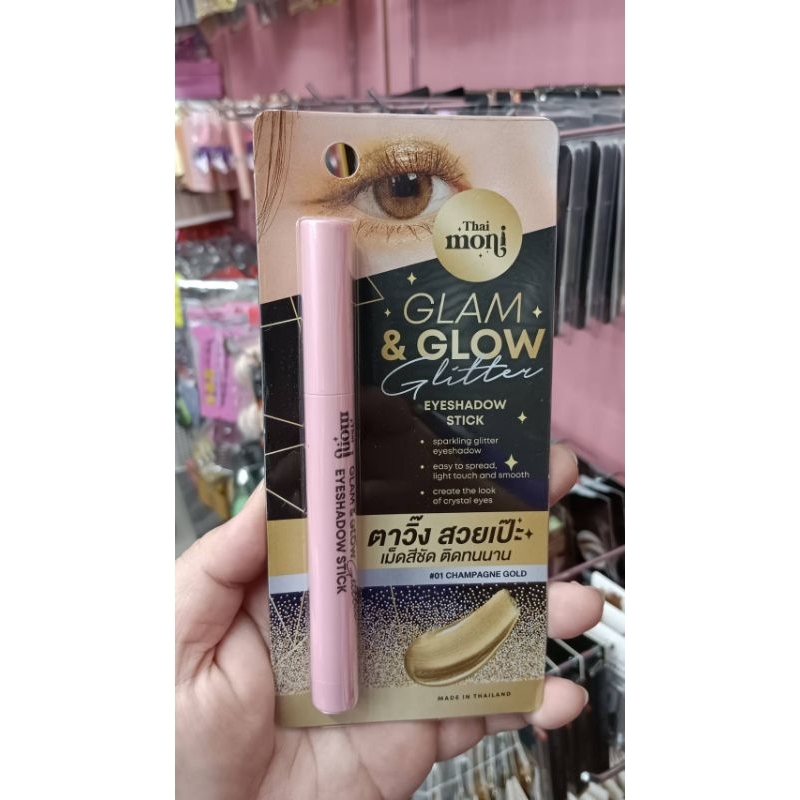 Thai
moni
GLAM
& GLOW
Glitter
EYESHADOW
STICK
• sparkling glitter
eyeshadow
• easy to spread,
light touch and smooth
• create the look
of crystal eyes
ตาวิ๊ง สวยเป๊ะ
เม็ดสีชัด ติดทนนาน
#01 CHAMPAGNE GOLD
MADE IN THAILAND
Thai
moni
GLAM & GLOW
Glitter
EYESHADOW STICK